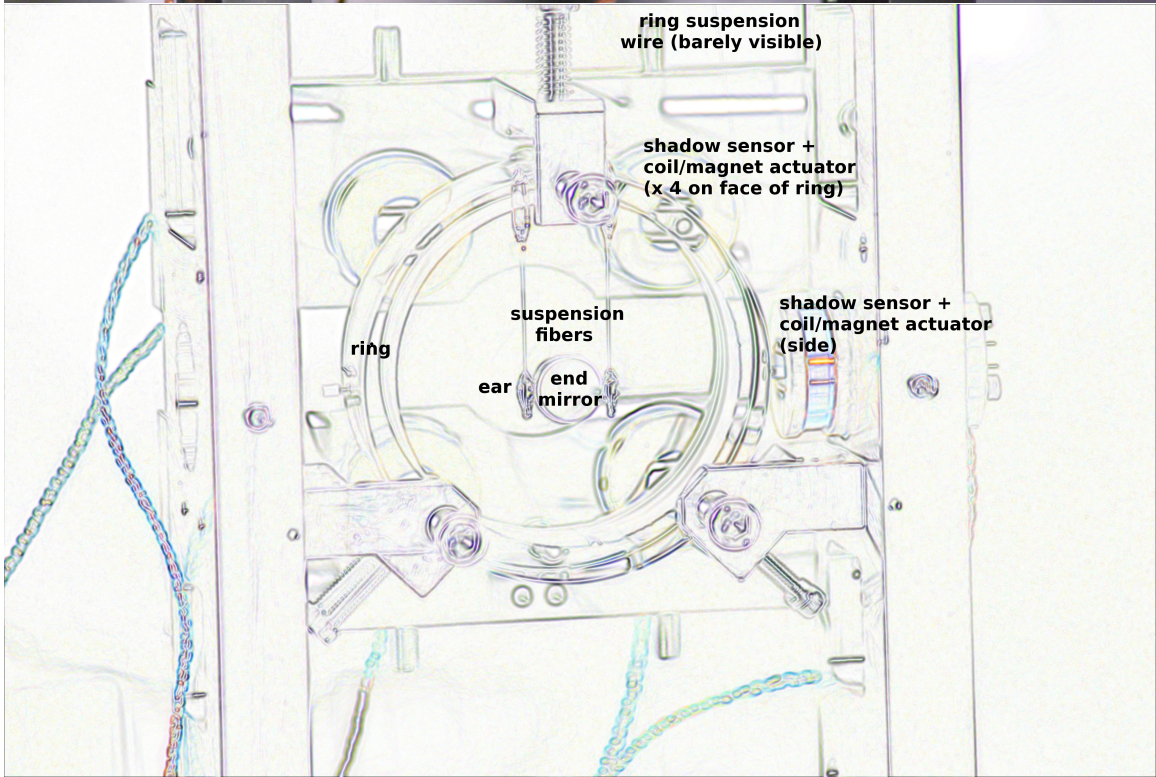 ring suspension
wire (barely visible)
shadow sensor +
coil/magnet actuator
(x 4 on face of ring)
shadow sensor +
coil/magnet actuator
(side)
suspension
fibers
ring
ear
end
mirror